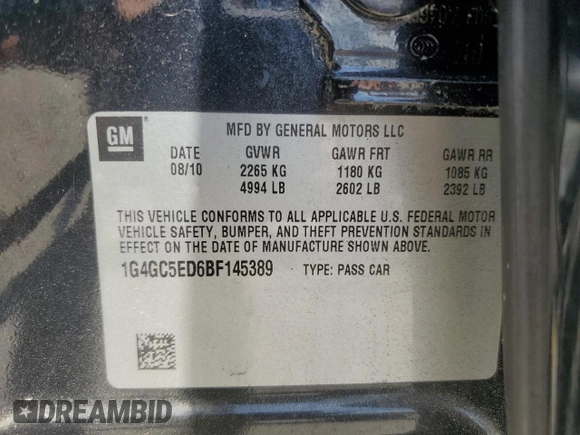 GM
MFD BY GENERAL MOTORS LLC
DATE GVWR GAWR FRT GAWR RR
08/10 2265 KG 1180 KG 1085 KG
4994 LB 2602 LB 2392 LB
THIS VEHICLE CONFORMS TO ALL APPLICABLE U.S. FEDERAL MOTOR
VEHICLE SAFETY, BUMPER, AND THEFT PREVENTION STANDARDS IN
EFFECT ON THE DATE OF MANUFACTURE SHOWN ABOVE.
1G4GC5ED6BF145389 TYPE: PASS CAR
DREAMBID